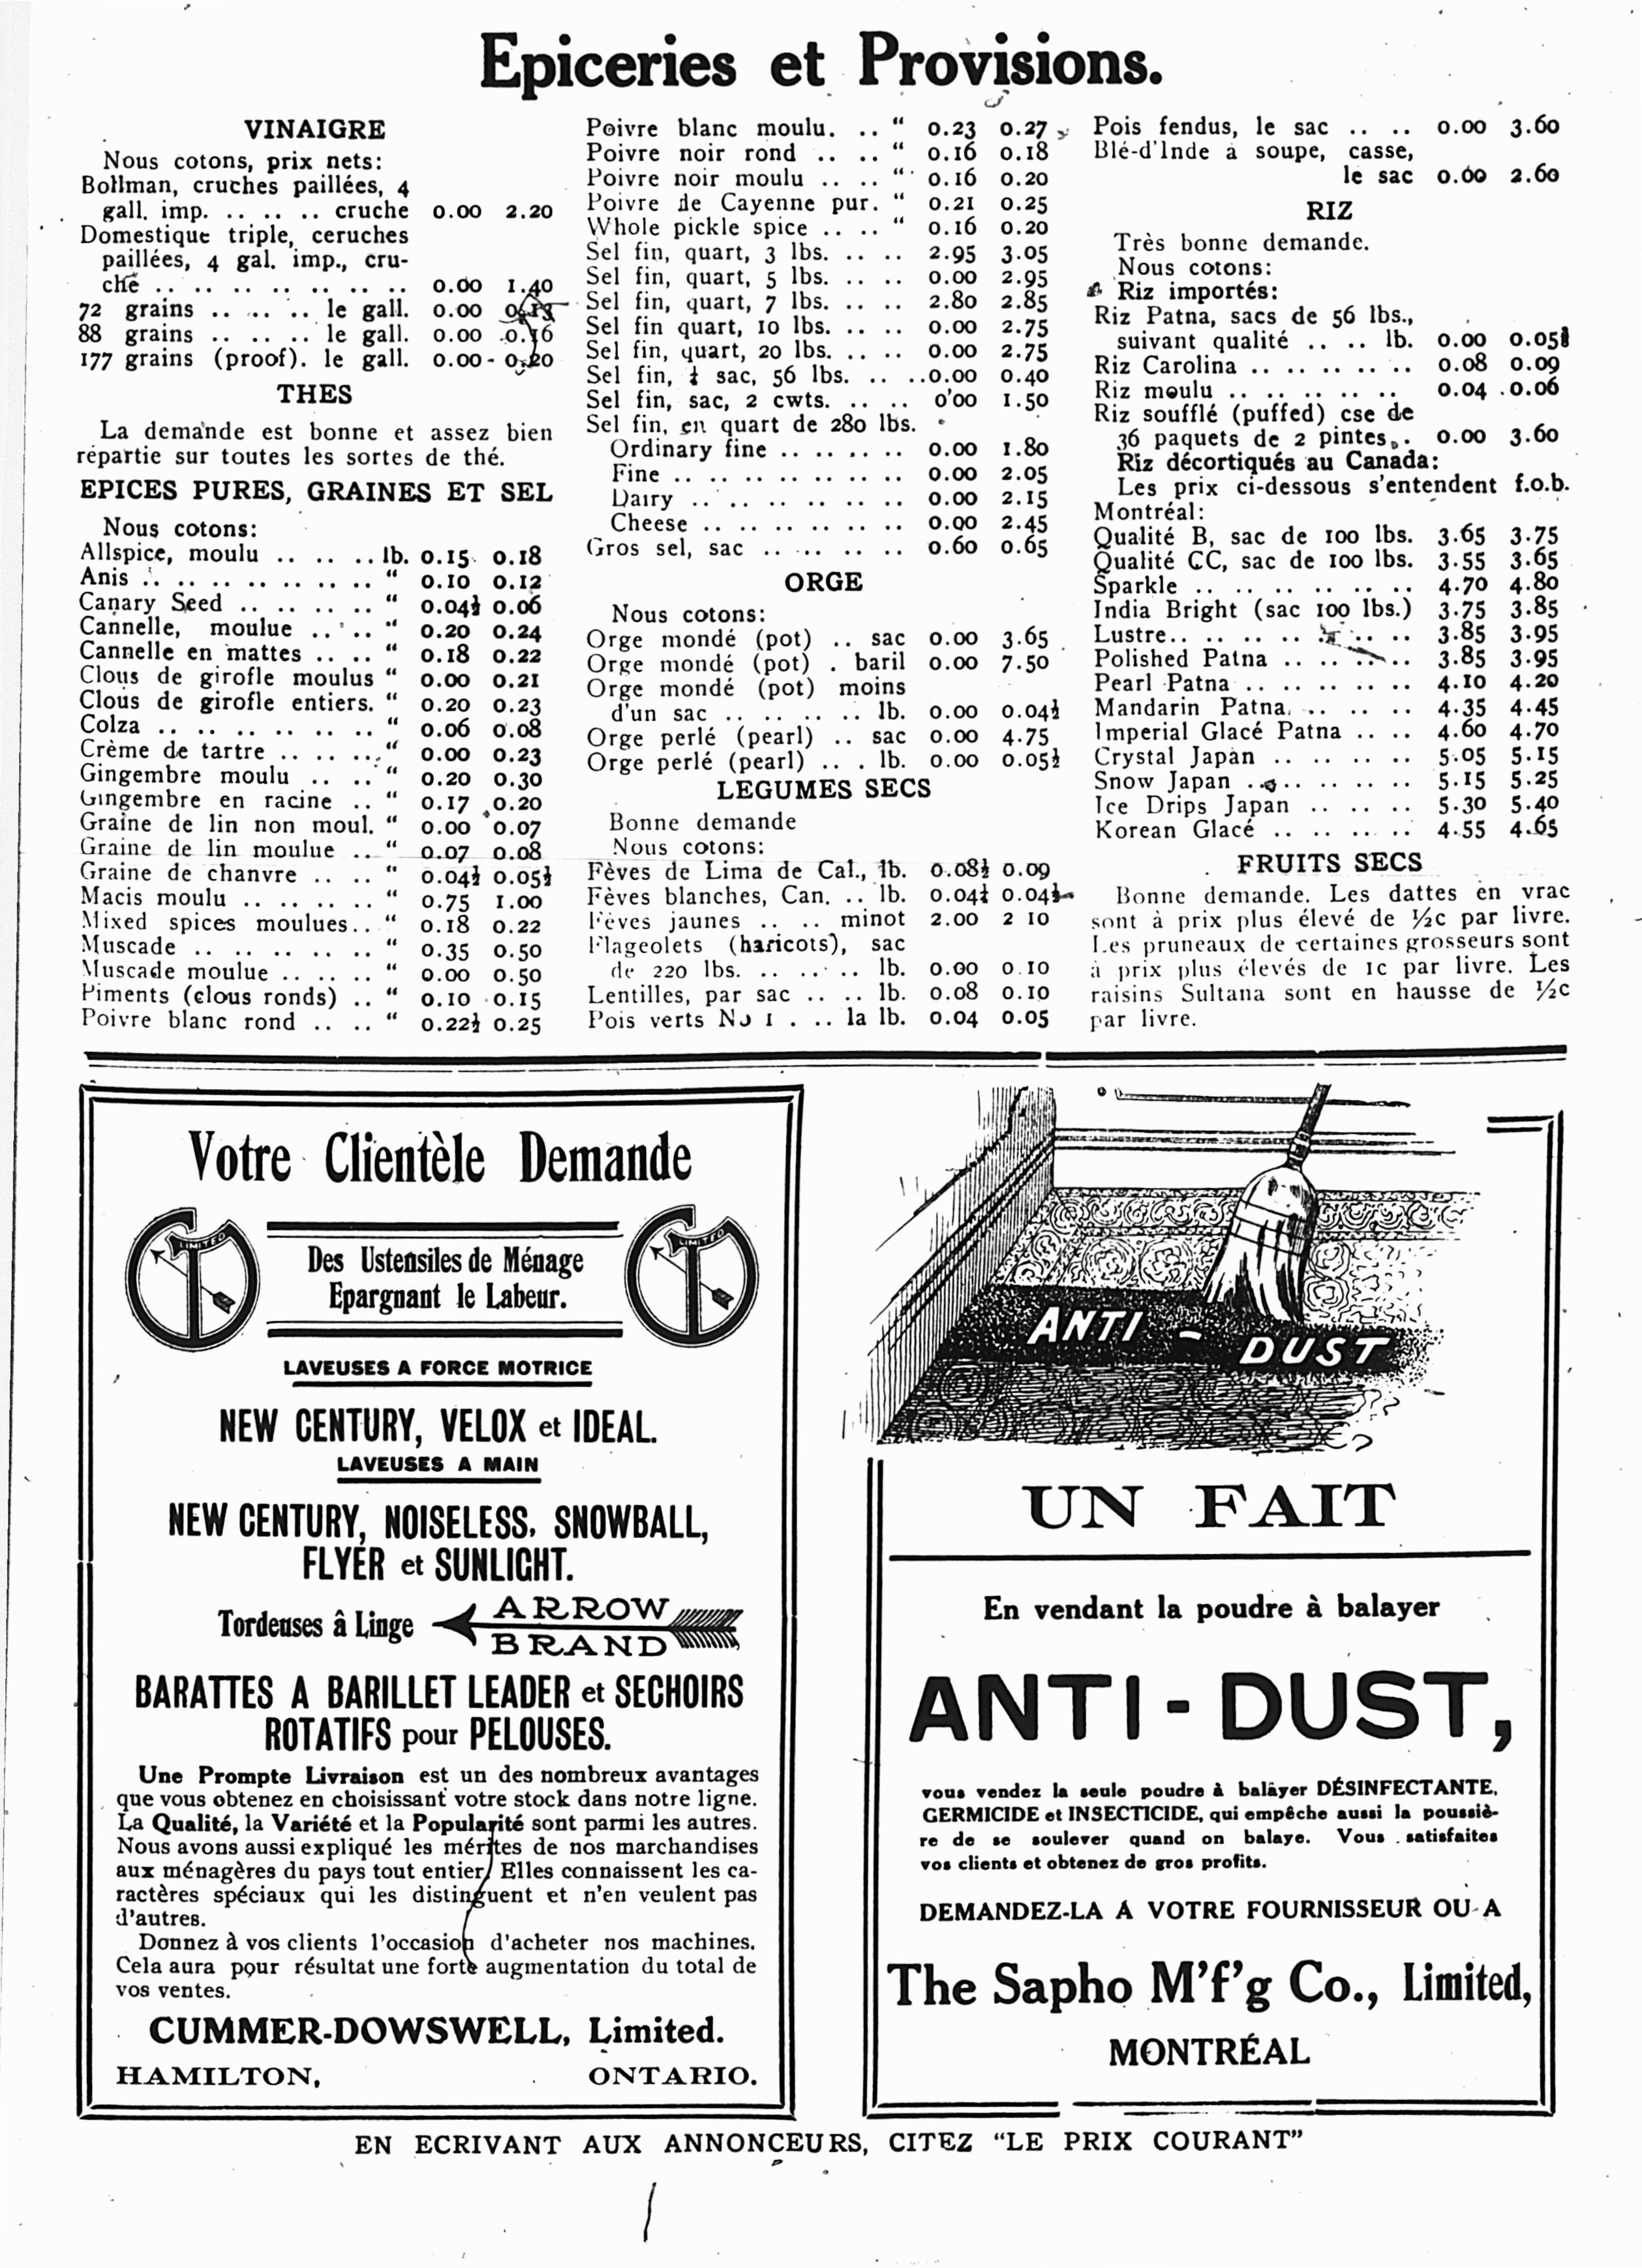 Epiceries et Provisions.
VINAIGRE
Nous cotons, prix nets:
Bollman, cruches paillées, 4
gall. imp. .. .. .. cruche 0.00 2.20
Domestique triple, ceruches
paillées, 4 gal. imp., cru-
che .. .. .. .. .. .. .. .. 0.00 1.40
72 grains .. .. .. le gall. 0.00
88 grains .. .. .. le gall. 0.00 0.16
177 grains (proof). le gall. 0.00 0.20
THES
La demande est bonne et assez bien
répartie sur toutes les sortes de thé.
EPICES PURES, GRAINES ET SEL
Nous cotons:
Allspice, moulu .. .. .. lb. 0.15 0.18
Anis .. .. .. .. .. .. .. .. " 0.10 0.12
Canary Seed .. .. .. .. .. " 0.04½ 0.06
Cannelle, moulue .. .. .. " 0.20 0.24
Cannelle en mattes .. .. .. " 0.18 0.22
Clous de girofle moulus " 0.00 0.21
Clous de girofle entiers. " 0.20 0.23
Colza .. .. .. .. .. .. .. " 0.06 0.08
Crème de tartre .. .. .. .. " 0.00 0.23
Gingembre moulu .. .. .. " 0.20 0.30
Gingembre en racine .. " 0.17 0.20
Graine de lin non moul. " 0.00 0.07
Graine de lin moulue .. " 0.07 0.08
Graine de chanvre .. .. " 0.04½ 0.05½
Macis moulu .. .. .. .. .. " 0.75 1.00
Mixed spices moulues.. " 0.18 0.22
Muscade .. .. .. .. .. .. " 0.35 0.50
Muscade moulue .. .. .. " 0.00 0.50
Piments (clous ronds) .. " 0.10 0.15
Poivre blanc rond .. .. " 0.22½ 0.25
Poivre blanc moulu. .. " 0.23 0.27
Poivre noir rond .. .. .. " 0.16 0.18
Poivre noir moulu .. .. " 0.16 0.20
Poivre de Cayenne pur. " 0.21 0.25
Whole pickle spice .. .. " 0.16 0.20
Sel fin, quart, 3 lbs. .. .. 2.95 3.05
Sel fin, quart, 5 lbs. .. .. 0.00 2.95
Sel fin, quart, 7 lbs. .. .. 2.80 2.85
Sel fin quart, 10 lbs. .. .. 0.00 2.75
Sel fin, quart, 20 lbs. .. .. 0.00 2.75
Sel fin, sac, 56 lbs. .. ..0.00 0.40
Sel fin, sac, 2 cwts. .. .. 0'00 1.50
Sel fin, en quart de 280 lbs.
Ordinary fine .. .. .. .. 0.00 1.80
Fine .. .. .. .. .. .. .. 0.00 2.05
Dairy .. .. .. .. .. .. 0.00 2.15
Cheese .. .. .. .. .. .. 0.00 2.45
Gros sel, sac .. .. .. .. .. 0.60 0.65
ORGE
Nous cotons:
Orge mondé (pot) .. sac 0.00 3.65
Orge mondé (pot) . baril 0.00 7.50
Orge mondé (pot) moins
d'un sac .. .. .. .. .. lb. 0.00 0.04½
Orge perlé (pearl) .. sac 0.00 4.75
Orge perlé (pearl) .. . lb. 0.00 0.05½
LEGUMES SECS
Bonne demande
Nous cotons:
Fèves de Lima de Cal., lb. 0.08½ 0.09
Fèves blanches, Can. .. lb. 0.04¼
Fèves jaunes .. .. .. minot 2.00 2 10
Flageolets (haricots), sac
de 220 lbs. .. .. .. .. lb. 0.00 0.10
Lentilles, par sac .. .. lb. 0.08 0.10
Pois verts No 1 . .. la lb. 0.04 0.05
Pois fendus, le sac .. .. 0.00 3.60
Blé-d'Inde à soupe, casse,
le sac 0.00 2.60
RIZ
Très bonne demande.
Nous cotons:
Riz importés:
Riz Patna, sacs de 56 lbs.,
suivant qualité .. .. lb. 0.00
Riz Carolina .. .. .. .. .. .. 0.08 0.09
Riz moulu .. .. .. .. .. .. 0.04 0.06
Riz soufflé (puffed) cse de
36 paquets de 2 pintes.. 0.00 3.60
Riz décortiqués au Canada:
Les prix ci-dessous s'entendent f.o.b.
Montréal:
Qualité B, sac de 100 lbs. 3.65 3.75
Qualité CC, sac de 100 lbs. 3.55 3.65
Sparkle .. .. .. .. .. .. .. 4.70 4.80
India Bright (sac 100 lbs.) 3.75 3.85
Lustre.. .. .. .. .. .. .. 3.85 3.95
Polished Patna .. .. .. .. 3.85 3.95
Pearl Patna .. .. .. .. .. .. 4.10 4.20
Mandarin Patna .. .. .. .. 4.35 4.45
Imperial Glacé Patna .. .. 4.60 4.70
Crystal Japan .. .. .. .. .. 5.05 5.15
Snow Japan .. .. .. .. .. .. 5.15 5.25
Ice Drips Japan .. .. .. .. 5.30 5.40
Korean Glacé .. .. .. .. .. 4.55 4.65
FRUITS SECS
Bonne demande. Les dattes en vrac
sont à prix plus élevé de ½c par livre.
Les pruneaux de certaines grosseurs sont
à prix plus élevés de 1c par livre. Les
raisins Sultana sont en hausse de ½c
par livre.
Votre Clientèle Demande
LIMITED
Des Ustensiles de Ménage
Epargnant le Labeur.
LIMITED
LAVEUSES A FORCE MOTRICE
NEW CENTURY, VELOX et IDEAL.
LAVEUSES A MAIN
NEW CENTURY, NOISELESS, SNOWBALL,
FLYER et SUNLIGHT.
Tordeuses â Linge ARROW
BRAND
BARATTES A BARILLET LEADER et SECHOIRS
ROTATIFS pour PELOUSES.
Une Prompte Livraison est un des nombreux avantages
que vous obtenez en choisissant votre stock dans notre ligne.
La Qualité, la Variété et la Popularité sont parmi les autres.
Nous avons aussi expliqué les mérites de nos marchandises
aux ménagères du pays tout entier. Elles connaissent les ca-
ractères spéciaux qui les distinguent et n'en veulent pas
d'autres.
Donnez à vos clients l'occasion d'acheter nos machines.
Cela aura pour résultat une forte augmentation du total de
vos ventes.
CUMMER-DOWSWELL, Limited.
HAMILTON, ONTARIO.
ANTI - DUST
UN FAIT
En vendant la poudre à balayer
ANTI-DUST,
vous vendez la seule poudre à balâyer DÉSINFECTANTE,
GERMICIDE et INSECTICIDE, qui empêche aussi la poussiè-
re de se soulever quand on balaye. Vous satisfaites
vos clients et obtenez de gros profits.
DEMANDEZ-LA A VOTRE FOURNISSEUR OU A
The Sapho M'f'g Co., Limited,
MONTRÉAL
EN ECRIVANT AUX ANNONCEURS, CITEZ "LE PRIX COURANT"